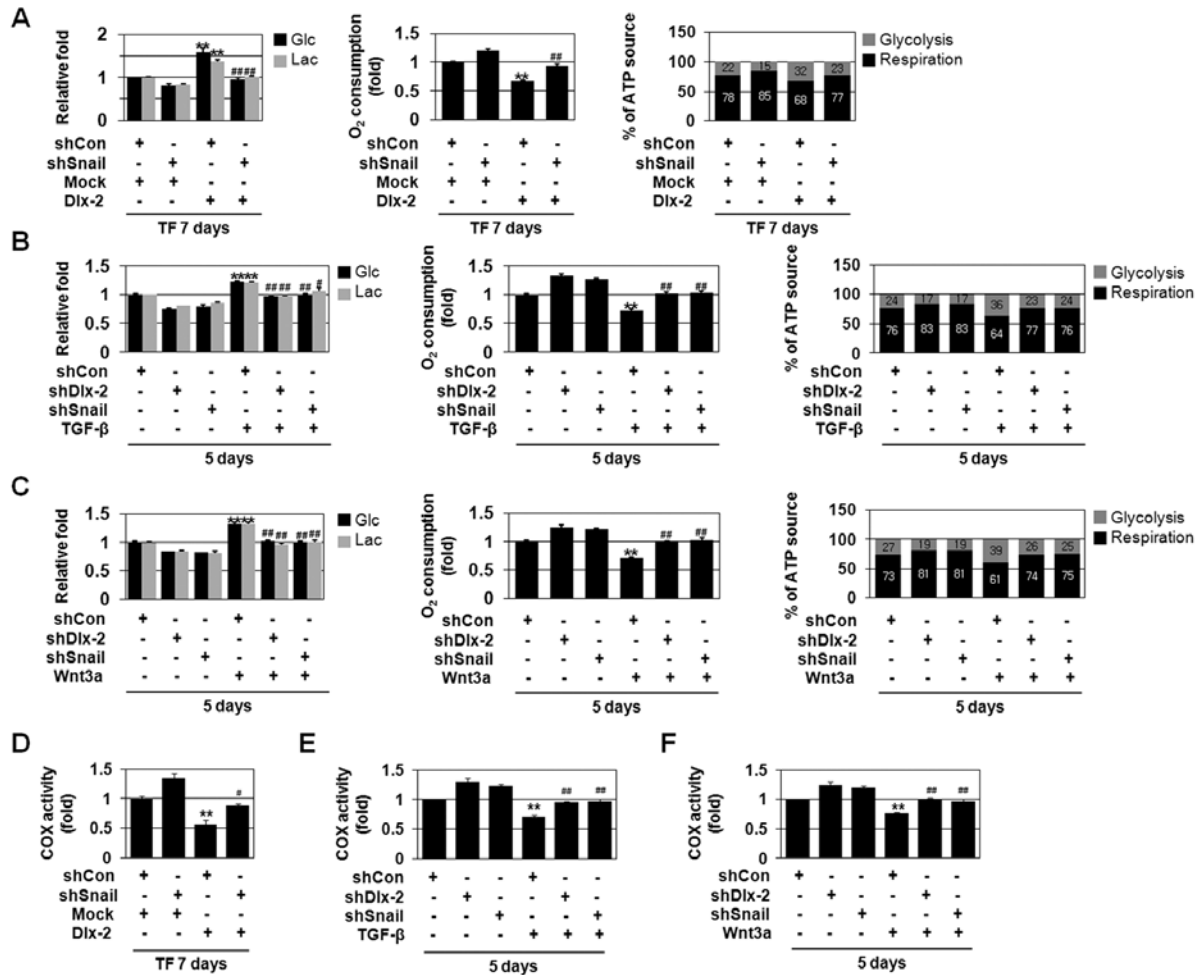 A
Relative fold
2
1.5
1
0
** **
## ##
Glc
Lac
shCon + - + -
shSnail - + - +
Mock + + - -
Dlx-2 - - + +
TF 7 days
O2 consumption
(fold)
1.5
1
0.5
0
**
##
shCon + - + -
shSnail - + - +
Mock + + - -
Dlx-2 - - + +
TF 7 days
% of ATP source
150
100
50
0
22 15 32 23
78 85 68 77
Glycolysis
Respiration
shCon + - + -
shSnail - + - +
Mock + + - -
Dlx-2 - - + +
TF 7 days
B
Relative fold
1.5
1
0.5
0
**** ## ## ## #
Glc
Lac
shCon + - - + - -
shDlx-2 - + - - + -
shSnail - - + - - +
TGF-β - - - + + +
5 days
O2 consumption
(fold)
1.5
1
0.5
0
** ## ##
shCon + - - + - -
shDlx-2 - + - - + -
shSnail - - + - - +
TGF-β - - - + + +
5 days
% of ATP source
150
100
50
0
24 17 17 36 23 24
76 83 83 64 77 76
Glycolysis
Respiration
shCon + - - + - -
shDlx-2 - + - - + -
shSnail - - + - - +
TGF-β - - - + + +
5 days
C
Relative fold
1.5
1
0.5
0
**** ## ## ## ##
Glc
Lac
shCon + - - + - -
shDlx-2 - + - - + -
shSnail - - + - - +
Wnt3a - - - + + +
5 days
O2 consumption
(fold)
1.5
1
0.5
0
** ## ##
shCon + - - + - -
shDlx-2 - + - - + -
shSnail - - + - - +
Wnt3a - - - + + +
5 days
% of ATP source
150
100
50
0
27 19 19 39 26 25
73 81 81 61 74 75
Glycolysis
Respiration
shCon + - - + - -
shDlx-2 - + - - + -
shSnail - - + - - +
Wnt3a - - - + + +
5 days
D
COX activity
(fold)
1.5
1
0.5
0
** #
shCon + - + -
shSnail - + - +
Mock + + - -
Dlx-2 - - + +
TF 7 days
E
COX activity
(fold)
1.5
1
0.5
0
** ## ##
shCon + - - + - -
shDlx-2 - + - - + -
shSnail - - + - - +
TGF-β - - - + + +
5 days
F
COX activity
(fold)
1.5
1
0.5
0
** ## ##
shCon + - - + - -
shDlx-2 - + - - + -
shSnail - - + - - +
Wnt3a - - - + + +
5 days